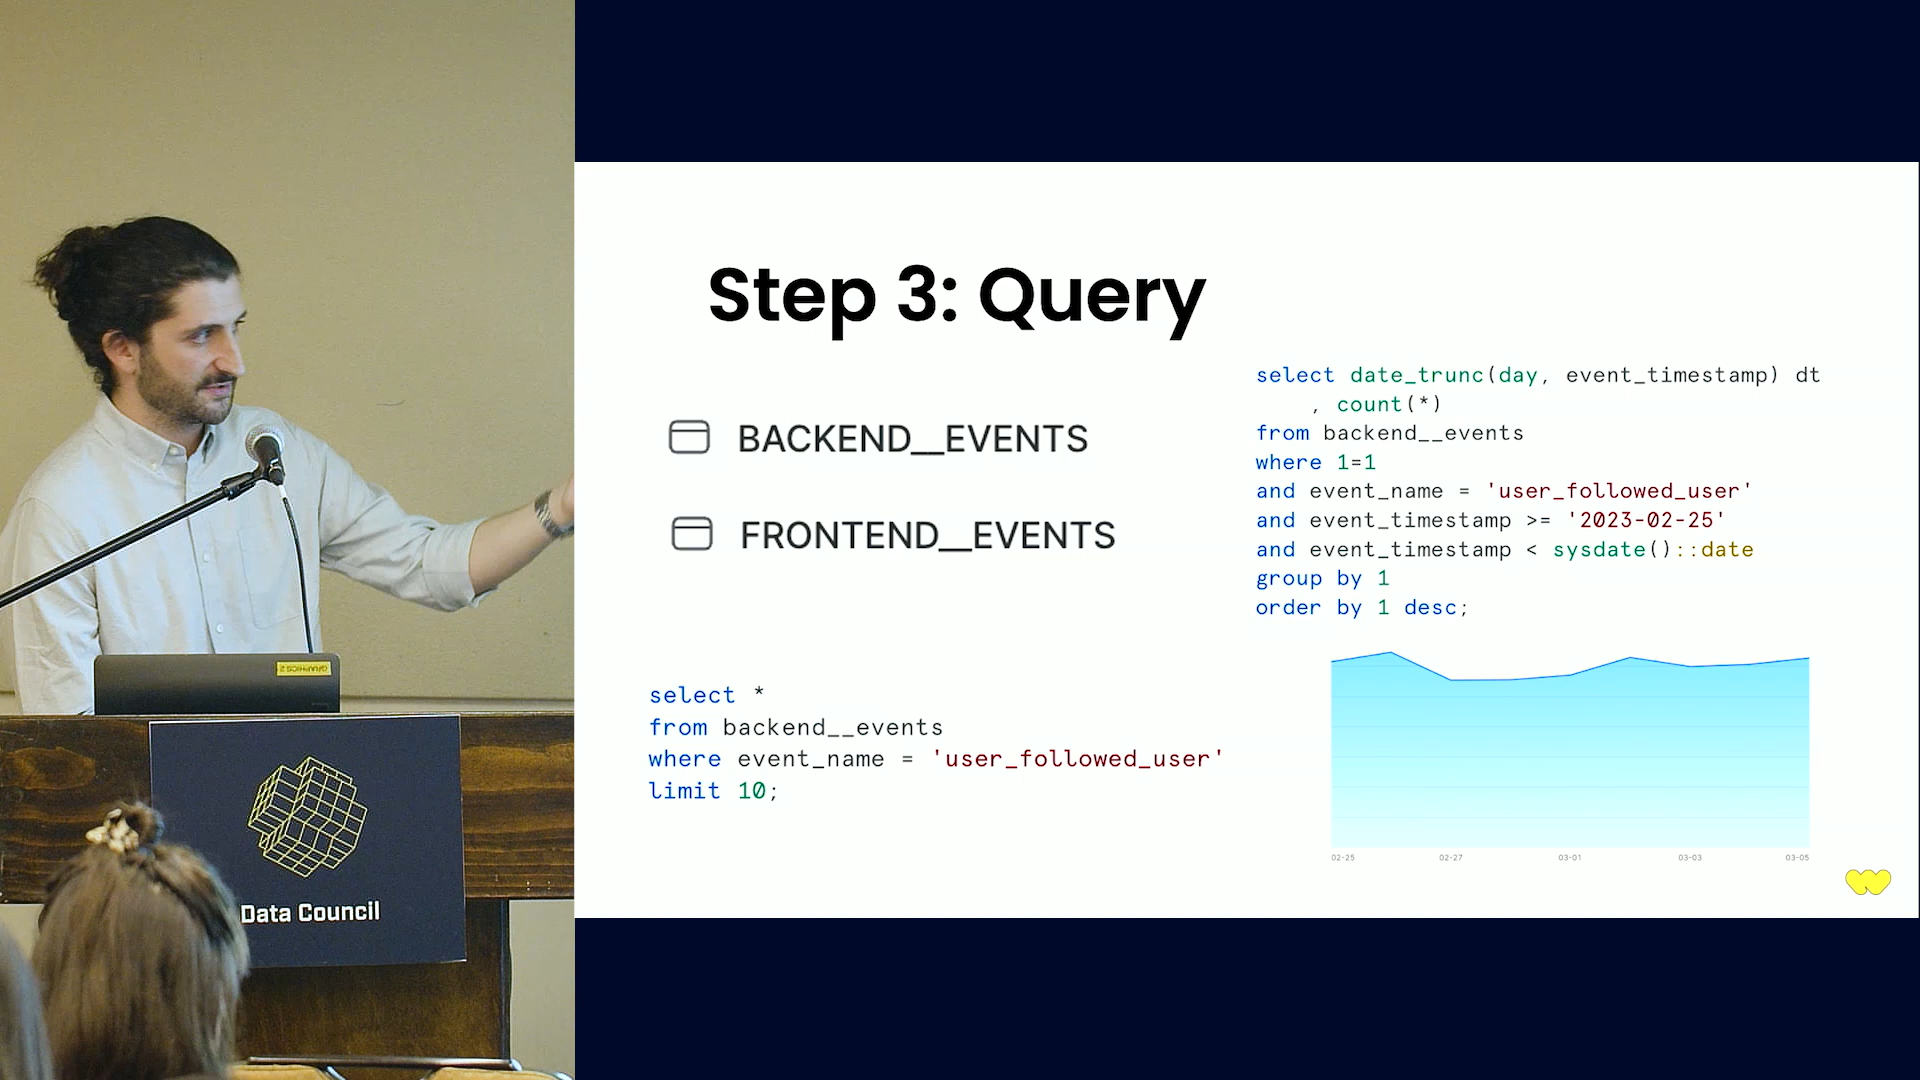 Step 3: Query
BACKEND__EVENTS
FRONTEND__EVENTS
select *
from backend__events
where event_name = 'user_followed_user'
limit 10;
select date_trunc(day, event_timestamp) dt
    , count(*)
from backend__events
where 1=1
and event_name = 'user_followed_user'
and event_timestamp >= '2023-02-25'
and event_timestamp < sysdate()::date
group by 1
order by 1 desc;
02-25 02-27 03-01 03-03 03-05
GRAPHICS 2
Data Council